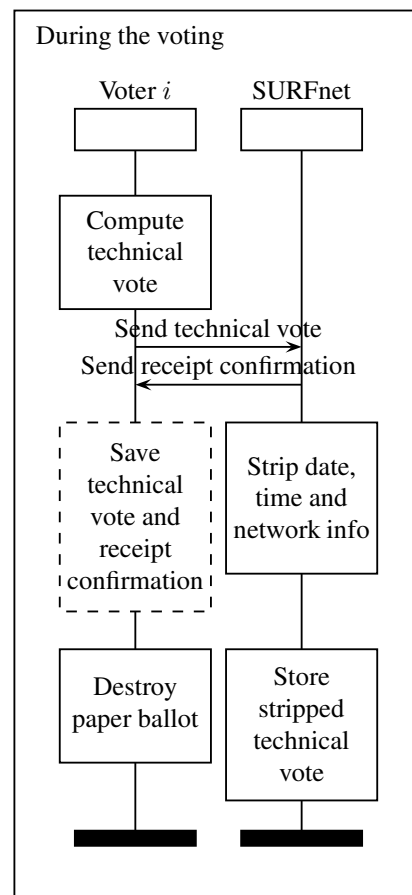 During the voting
Voter i
SURFnet
Compute
technical
vote
Send technical vote
Send receipt confirmation
Save
technical
vote and
receipt
confirmation
Strip date,
time and
network info
Destroy
paper ballot
Store
stripped
technical
vote